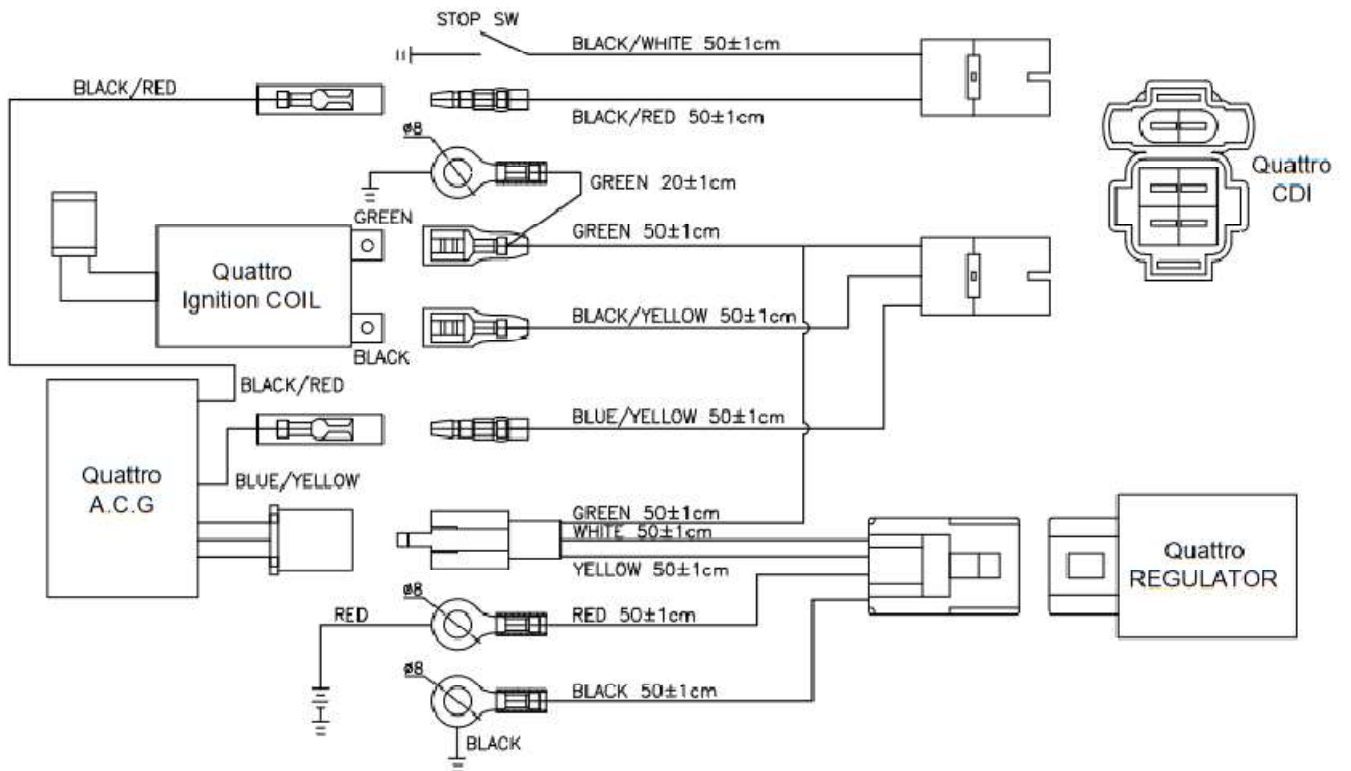 STOP SW
BLACK/WHITE 50±1cm
BLACK/RED
BLACK/RED 50±1cm
ø8
GREEN 20±1cm
Quattro
CDI
GREEN
GREEN 50±1cm
Quattro
Ignition COIL
BLACK/YELLOW 50±1cm
BLACK
BLACK/RED
BLUE/YELLOW 50±1cm
Quattro
A.C.G
BLUE/YELLOW
GREEN 50±1cm
WHITE 50±1cm
YELLOW 50±1cm
Quattro
REGULATOR
ø8
RED
RED 50±1cm
ø8
BLACK 50±1cm
BLACK